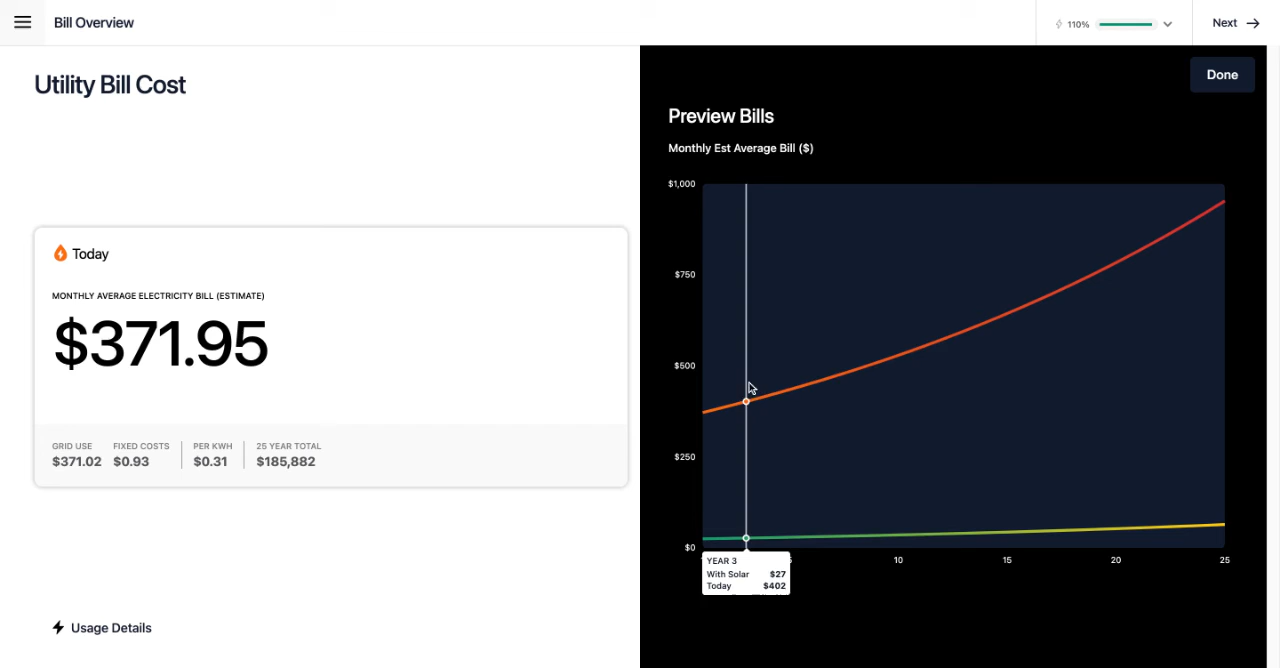 Bill Overview
110%
Next
Utility Bill Cost
Today
MONTHLY AVERAGE ELECTRICITY BILL (ESTIMATE)
$371.95
GRID USE FIXED COSTS PER KWH 25 YEAR TOTAL
$371.02 $0.93 $0.31 $185,882
Usage Details
Done
Preview Bills
Monthly Est Average Bill ($)
$1,000
$750
$500
$250
$0
10 15 20 25
YEAR 3
With Solar $27
Today $402